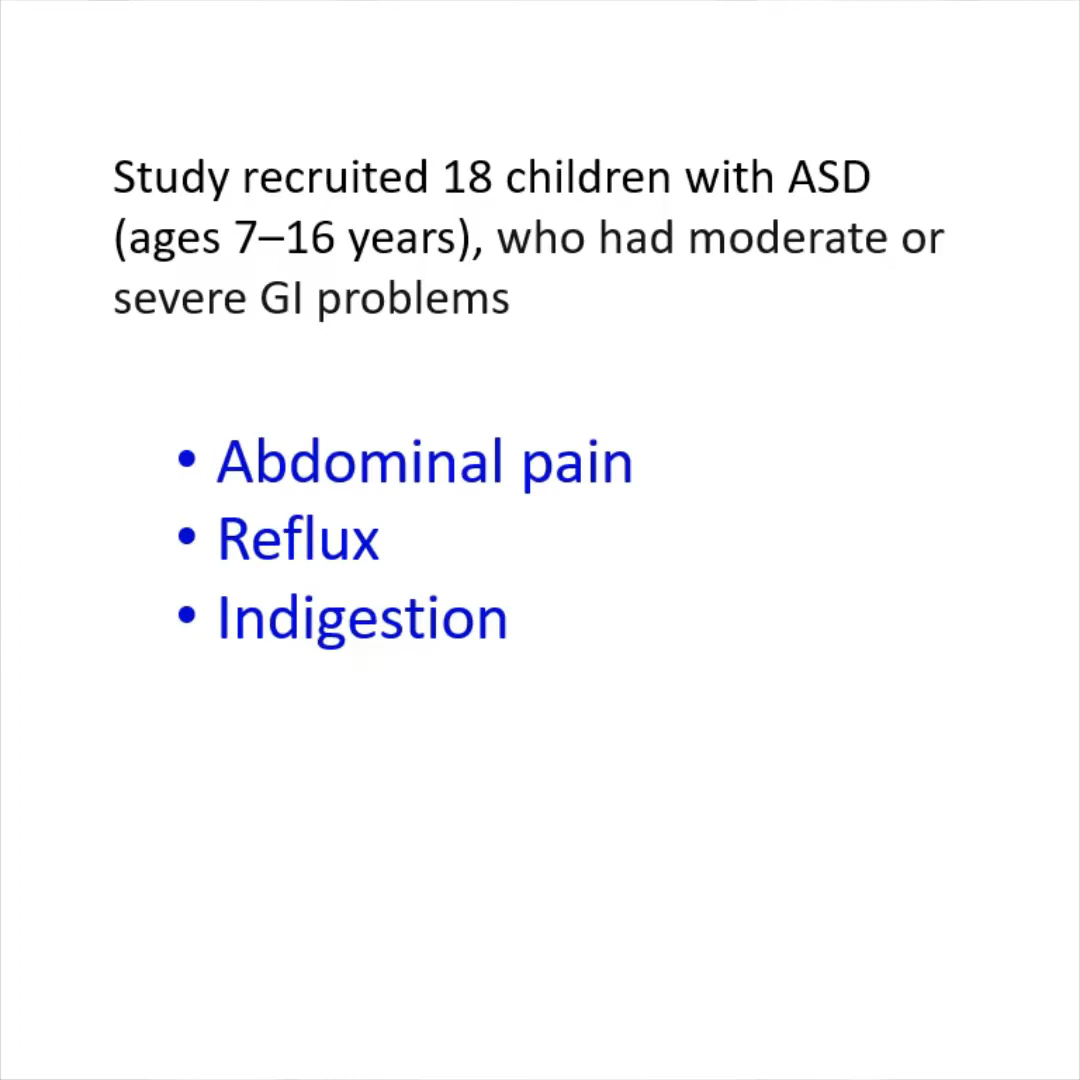 Study recruited 18 children with ASD
(ages 7–16 years), who had moderate or
severe GI problems
• Abdominal pain
• Reflux
• Indigestion